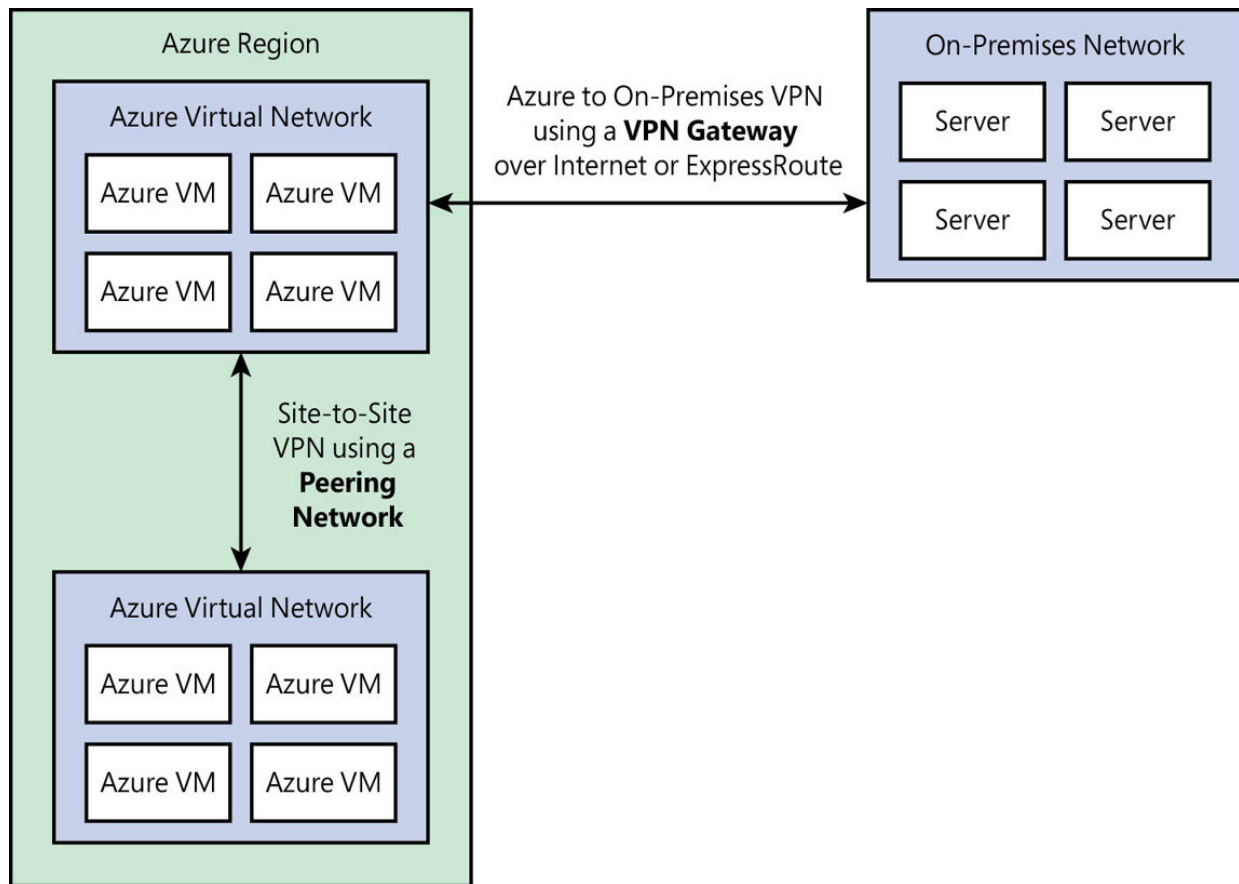 Azure Region
Azure Virtual Network
Azure VM Azure VM
Azure VM Azure VM
Site-to-Site
VPN using a
Peering
Network
Azure Virtual Network
Azure VM Azure VM
Azure VM Azure VM
Azure to On-Premises VPN
using a VPN Gateway
over Internet or ExpressRoute
On-Premises Network
Server Server
Server Server